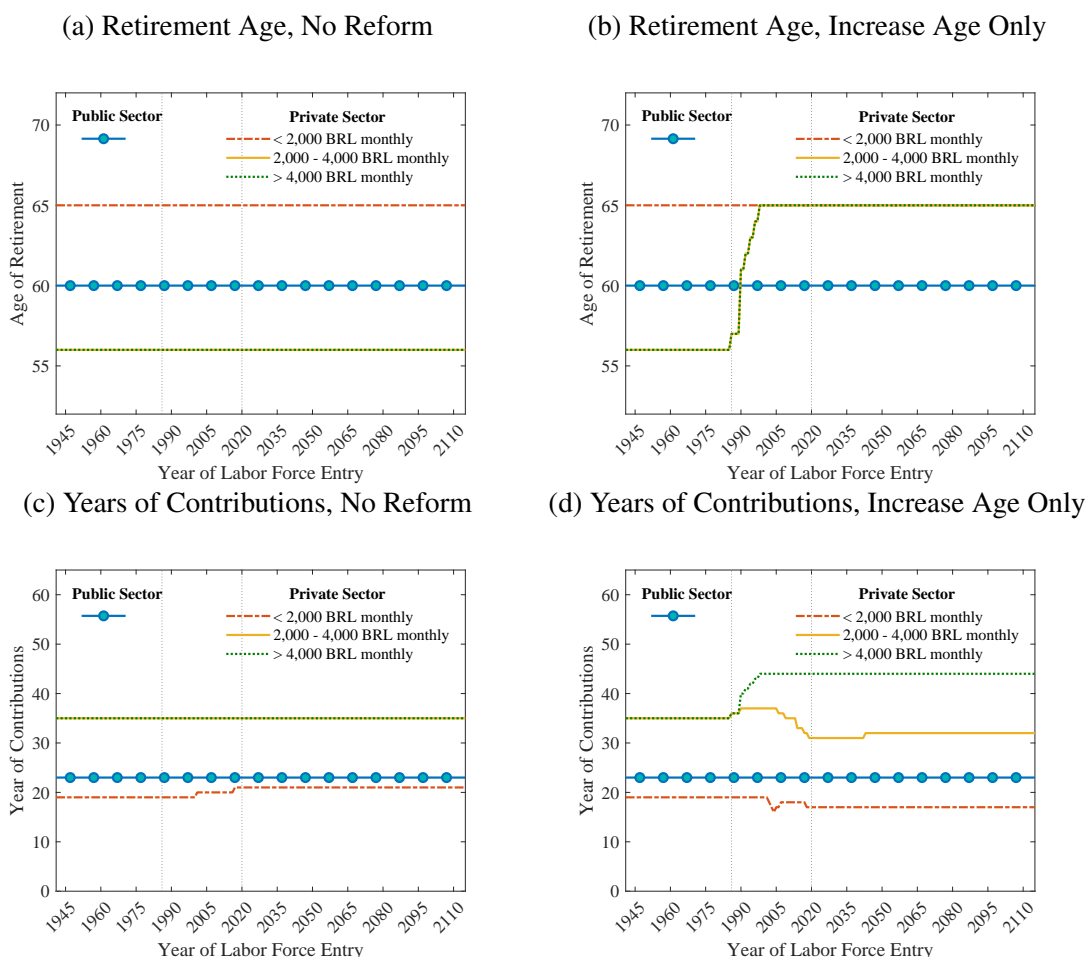 (a) Retirement Age, No Reform
Public Sector
Private Sector
< 2,000 BRL monthly
2,000 - 4,000 BRL monthly
> 4,000 BRL monthly
Age of Retirement
70
65
60
55
1945
1960
1975
1990
2005
2020
2035
2050
2065
2080
2095
2110
Year of Labor Force Entry
(b) Retirement Age, Increase Age Only
Public Sector
Private Sector
< 2,000 BRL monthly
2,000 - 4,000 BRL monthly
> 4,000 BRL monthly
Age of Retirement
70
65
60
55
1945
1960
1975
1990
2005
2020
2035
2050
2065
2080
2095
2110
Year of Labor Force Entry
(c) Years of Contributions, No Reform
Public Sector
Private Sector
< 2,000 BRL monthly
2,000 - 4,000 BRL monthly
> 4,000 BRL monthly
Year of Contributions
60
50
40
30
20
10
0
1945
1960
1975
1990
2005
2020
2035
2050
2065
2080
2095
2110
Year of Labor Force Entry
(d) Years of Contributions, Increase Age Only
Public Sector
Private Sector
< 2,000 BRL monthly
2,000 - 4,000 BRL monthly
> 4,000 BRL monthly
Year of Contributions
60
50
40
30
20
10
0
1945
1960
1975
1990
2005
2020
2035
2050
2065
2080
2095
2110
Year of Labor Force Entry